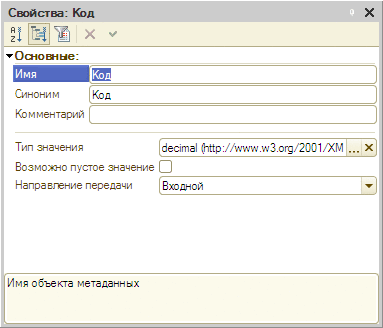 Свойства: Код
Основные:
Имя Код
Синоним Код
Комментарий
Тип значения decimal (http://www.w3.org/2001/XM ...
Возможно пустое значение
Направление передачи Входной
Имя объекта метаданных